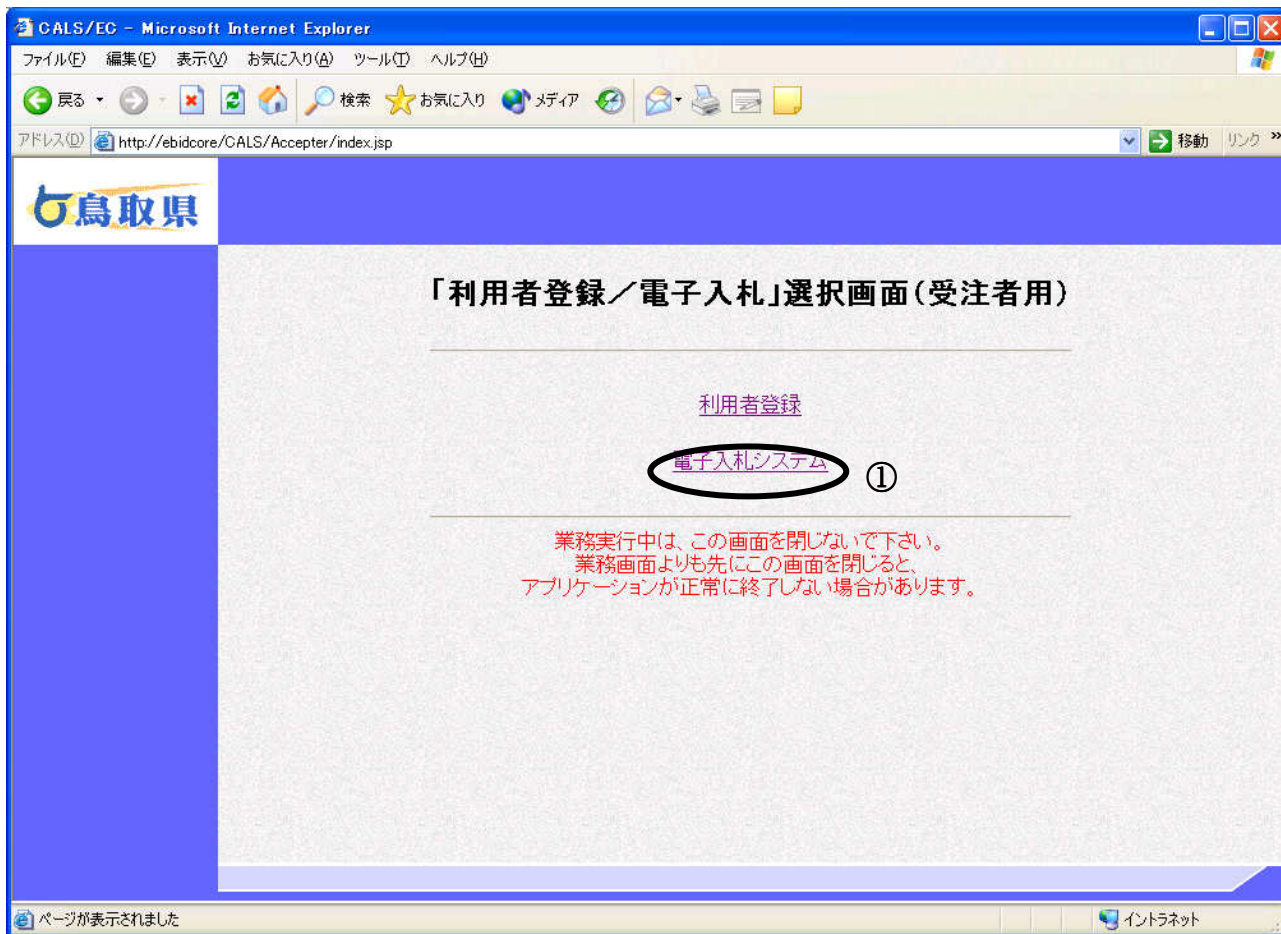 CALS/EC - Microsoft Internet Explorer
ファイル(F) 編集(E) 表示(V) お気に入り(A) ツール(T) ヘルプ(H)
戻る 検索 お気に入り メディア
アドレス(D) http://ebidcore/CALS/Accepter/index.jsp 移動 リンク »
鳥取県
「利用者登録／電子入札」選択画面(受注者用)
利用者登録
電子入札システム ①
業務実行中は、この画面を閉じないで下さい。
業務画面よりも先にこの画面を閉じると、
アプリケーションが正常に終了しない場合があります。
ページが表示されました イントラネット